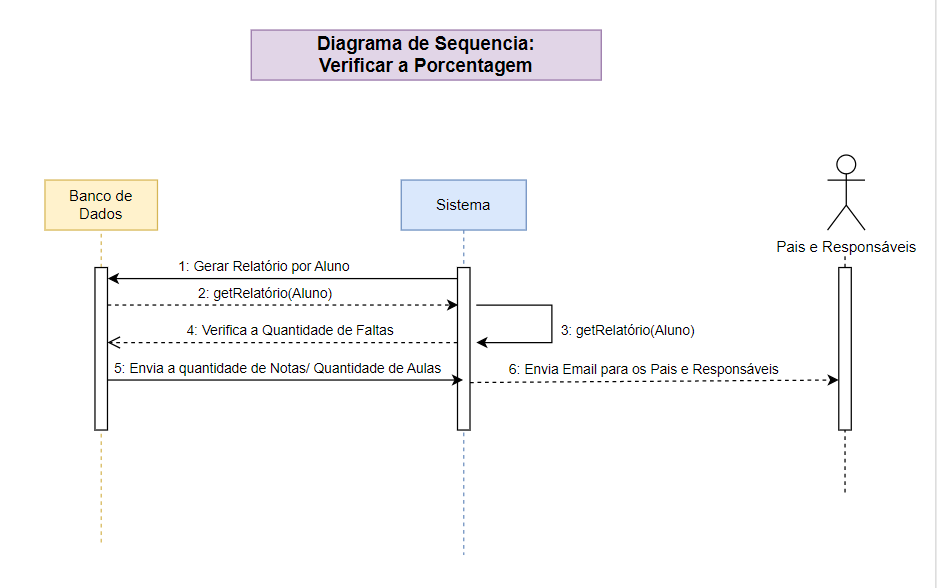 Diagrama de Sequencia:
Verificar a Porcentagem
Banco de
Dados
Sistema
Pais e Responsáveis
1: Gerar Relatório por Aluno
2: getRelatório(Aluno)
3: getRelatório(Aluno)
4: Verifica a Quantidade de Faltas
5: Envia a quantidade de Notas/ Quantidade de Aulas
6: Envia Email para os Pais e Responsáveis